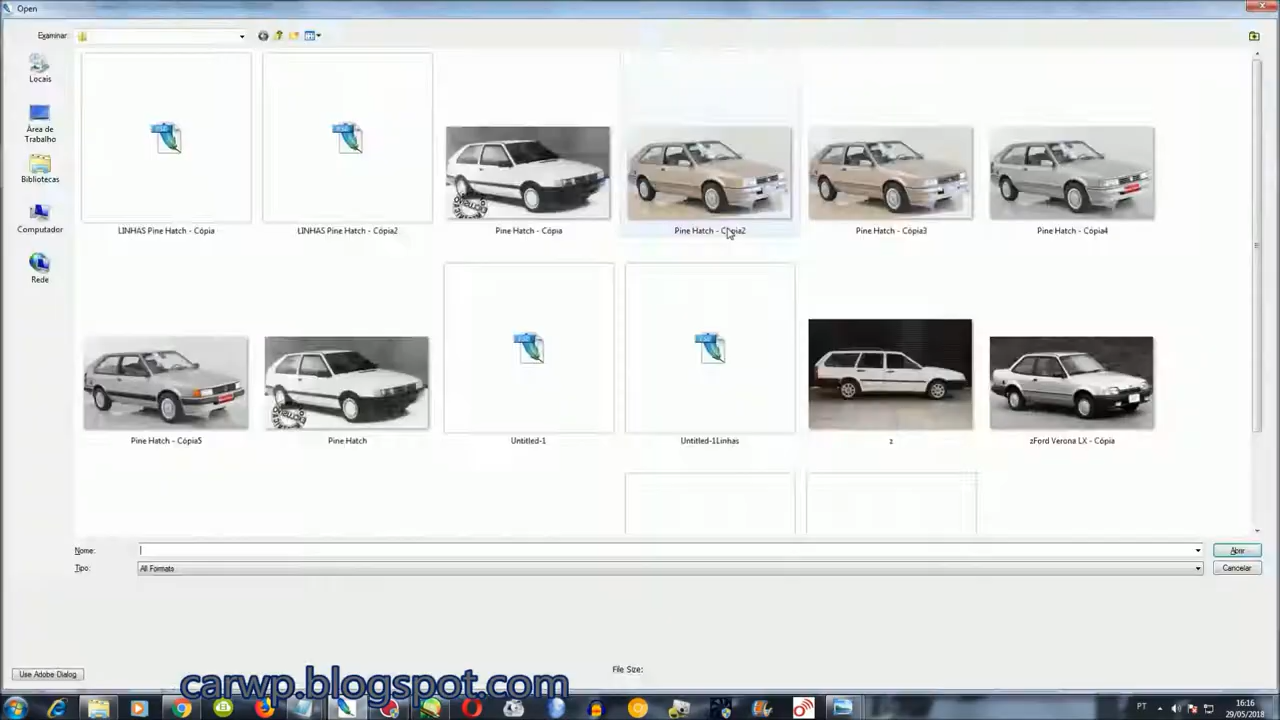 Open
Examinar:
Locais
Área de
Trabalho
Bibliotecas
Computador
Rede
LINHAS Pine Hatch - Cópia
LINHAS Pine Hatch - Cópia2
Pine Hatch - Cópia
Pine Hatch - Cópia2
Pine Hatch - Cópia3
Pine Hatch - Cópia4
Pine Hatch - Cópia5
Pine Hatch
Untitled-1
Untitled-1Linhas
z
zFord Verona LX - Cópia
Nome:
Abrir
Tipo:
All Formats
Cancelar
Use Adobe Dialog
File Size:
carwp.blogspot.com
PT
16:16
29/05/2018